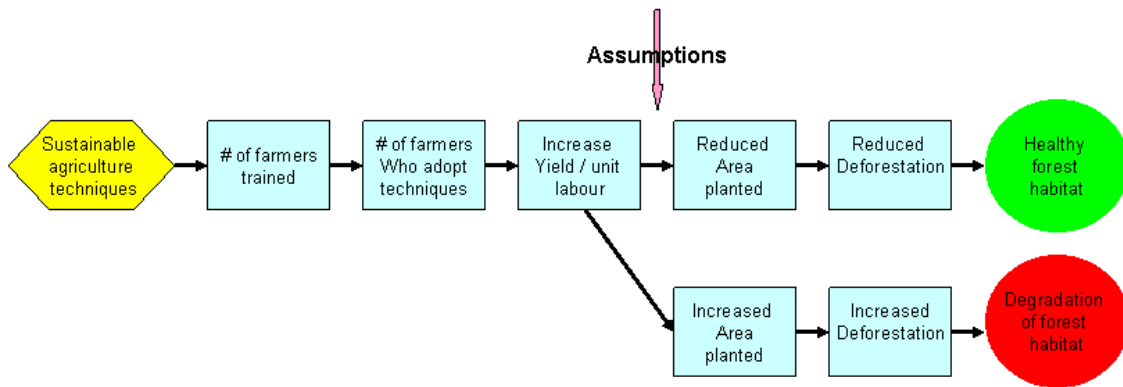 Assumptions
Sustainable
agriculture
techniques
# of farmers
trained
# of farmers
Who adopt
techniques
Increase
Yield / unit
labour
Reduced
Area
planted
Reduced
Deforestation
Healthy
forest
habitat
Increased
Area
planted
Increased
Deforestation
Degradation
of forest
habitat